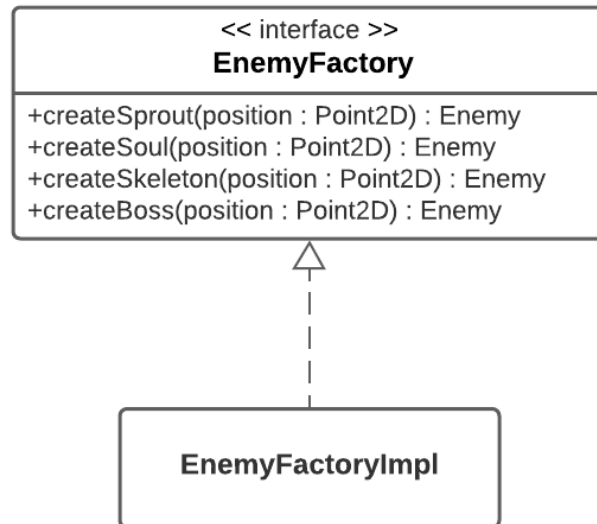 << interface >>
EnemyFactory
+createSprout(position : Point2D) : Enemy
+createSoul(position : Point2D) : Enemy
+createSkeleton(position : Point2D) : Enemy
+createBoss(position : Point2D) : Enemy
EnemyFactoryImpl